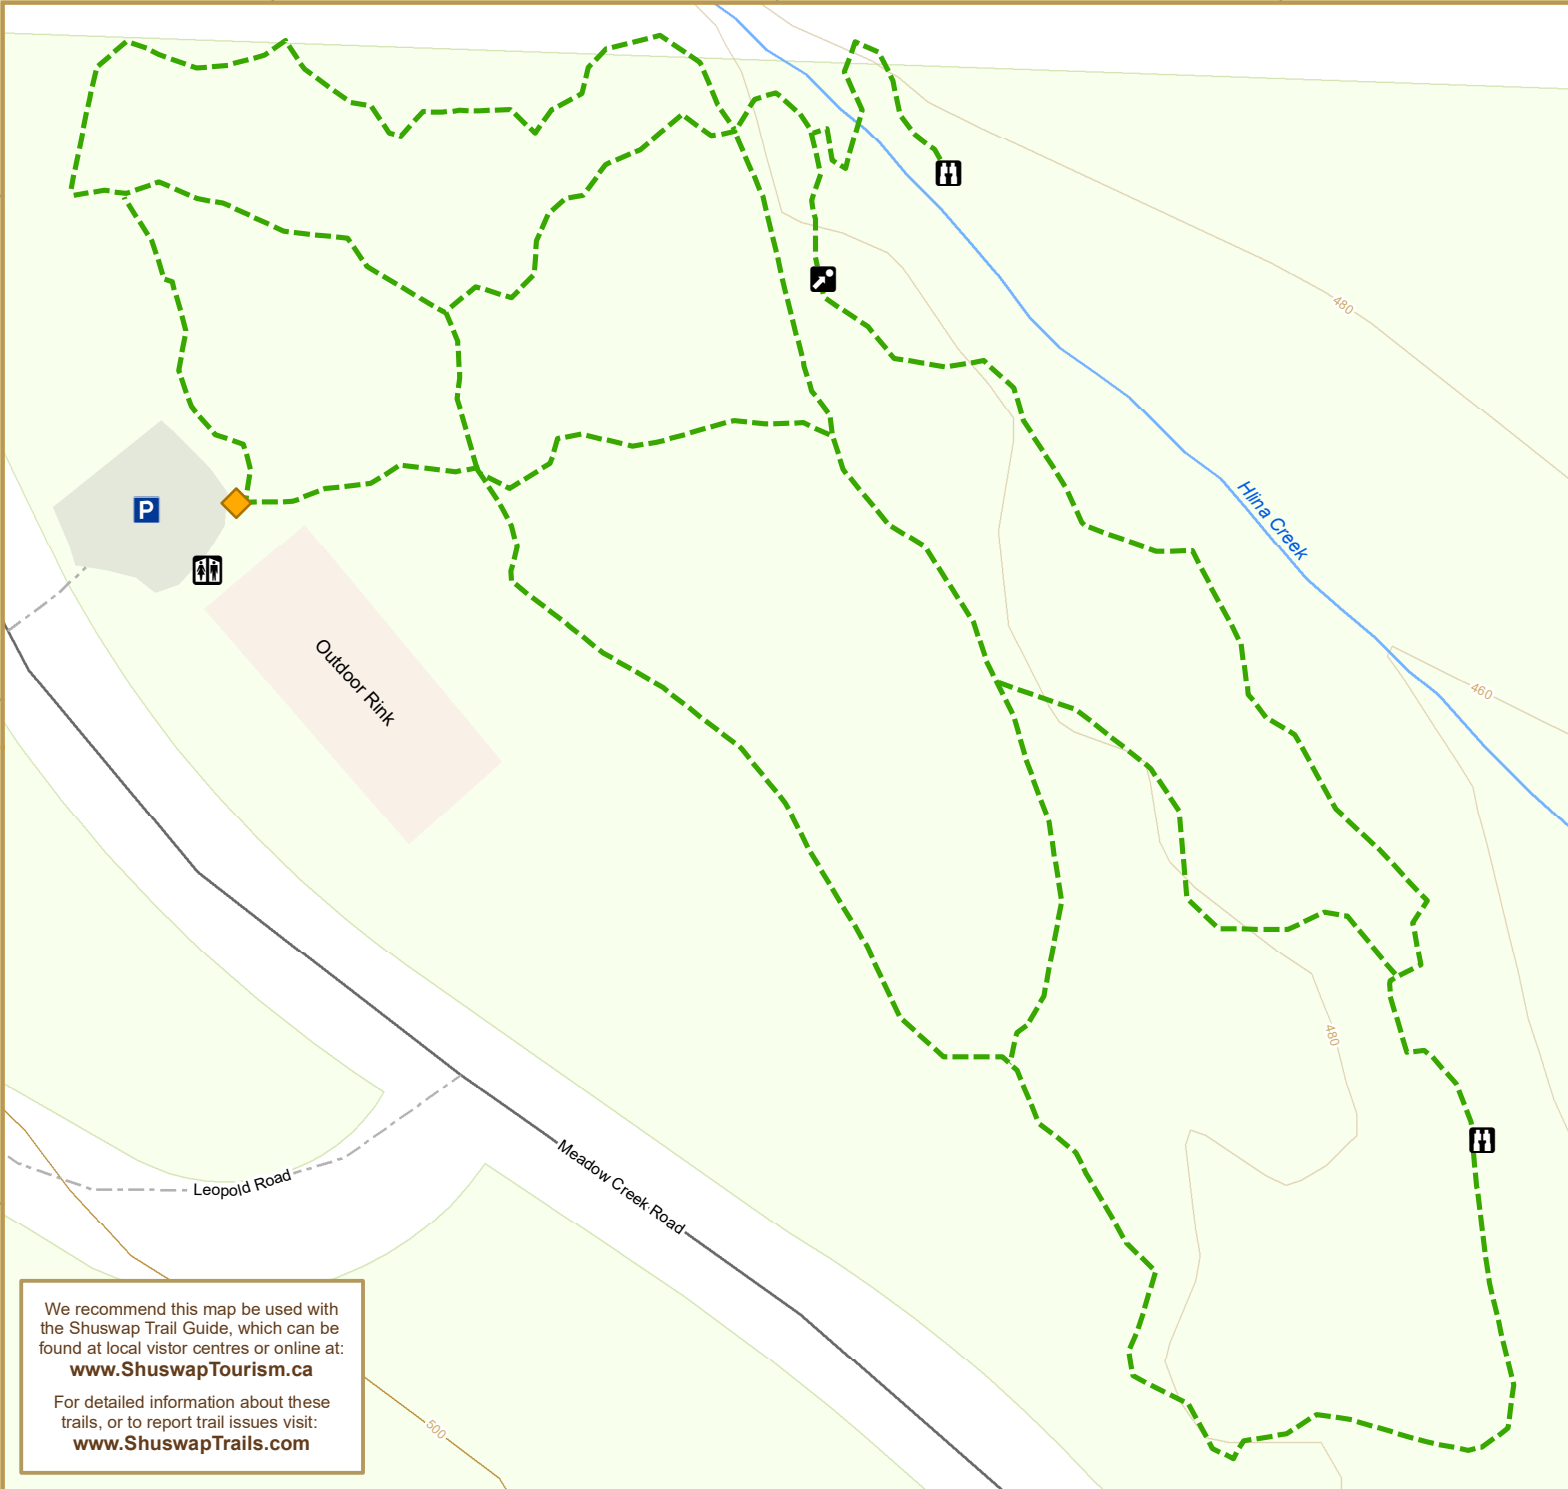 480
Hlina Creek
P
Outdoor Rink
460
480
Meadow Creek Road
Leopold Road
We recommend this map be used with
the Shuswap Trail Guide, which can be
found at local vistor centres or online at:
www.ShuswapTourism.ca
For detailed information about these
trails, or to report trail issues visit:
www.ShuswapTrails.com
500